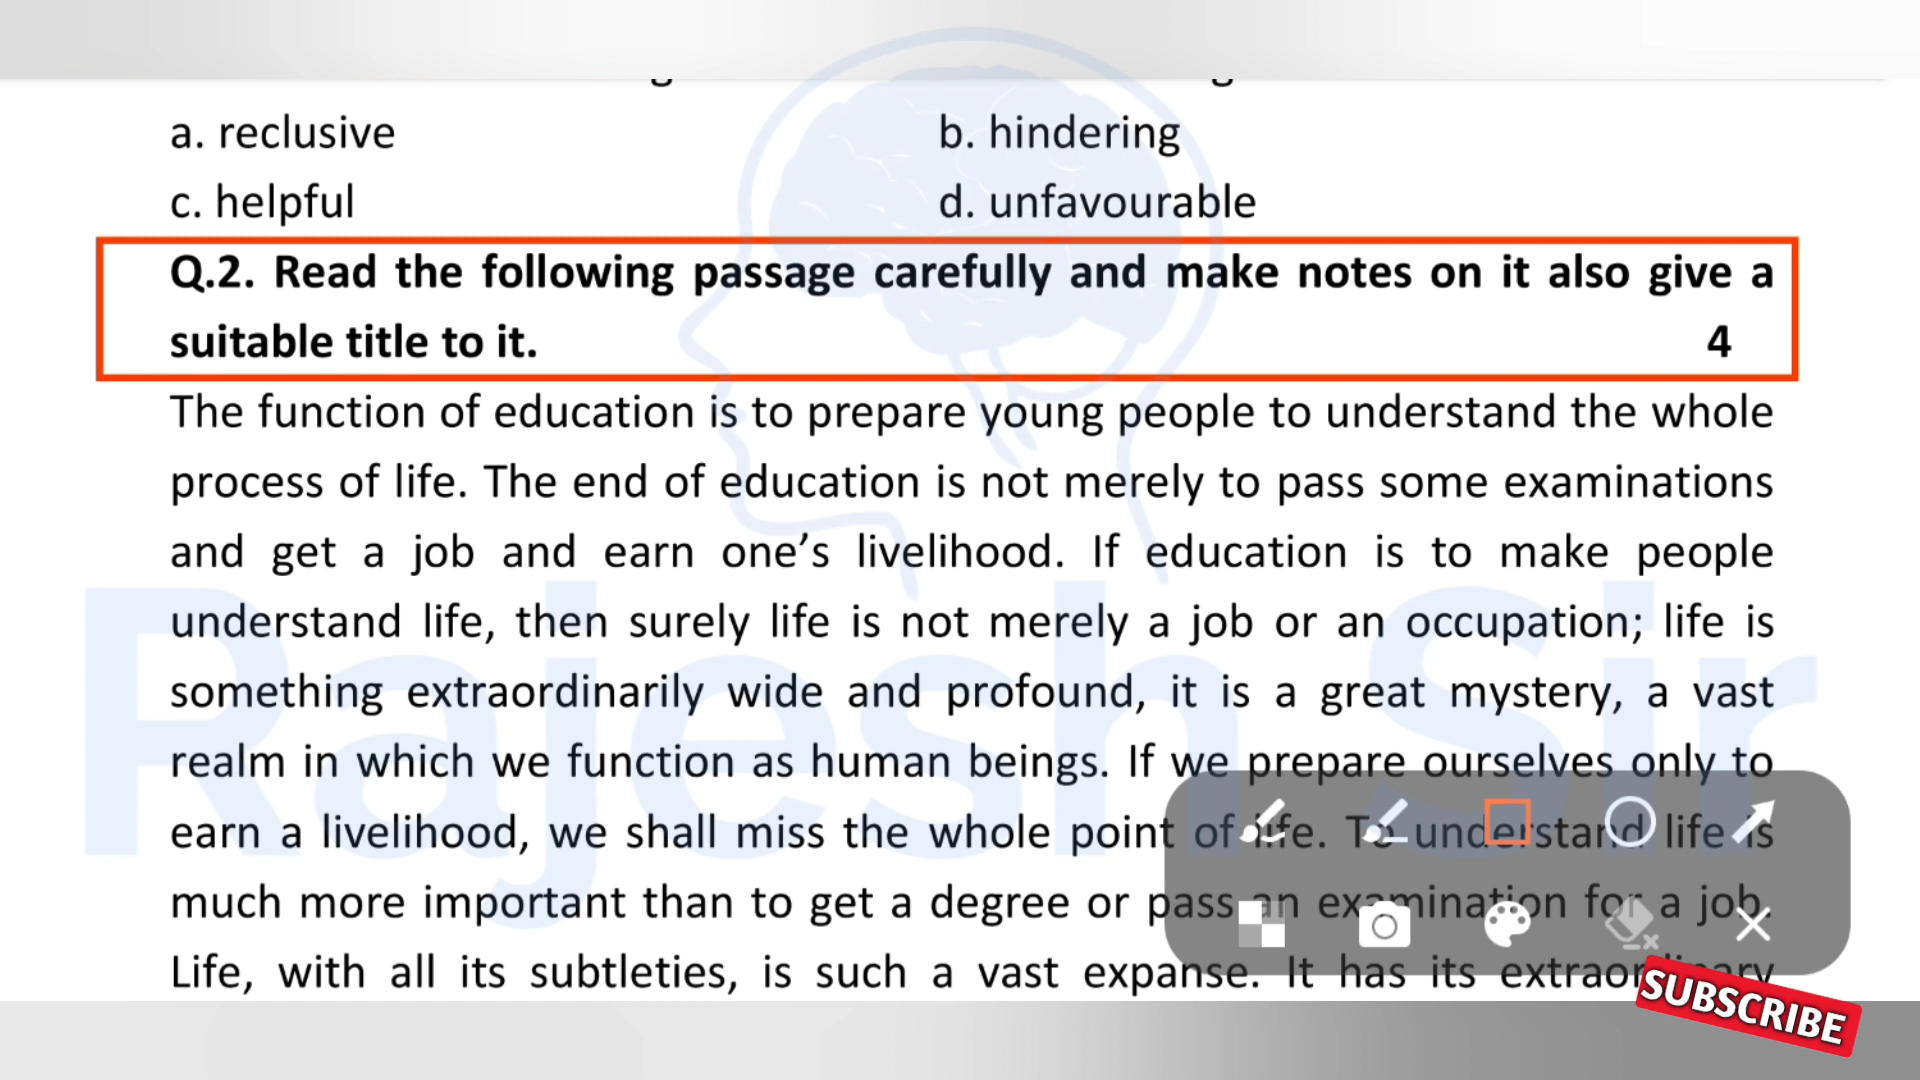 a. reclusive b. hindering
c. helpful d. unfavourable
Q.2. Read the following passage carefully and make notes on it also give a
suitable title to it. 4
The function of education is to prepare young people to understand the whole
process of life. The end of education is not merely to pass some examinations
and get a job and earn one’s livelihood. If education is to make people
understand life, then surely life is not merely a job or an occupation; life is
something extraordinarily wide and profound, it is a great mystery, a vast
realm in which we function as human beings. If we prepare ourselves only to
earn a livelihood, we shall miss the whole point of life. To understand life is
much more important than to get a degree or pass an examination for a job.
Life, with all its subtleties, is such a vast expanse. It has its extraordinary
Rajesh Sir
SUBSCRIBE